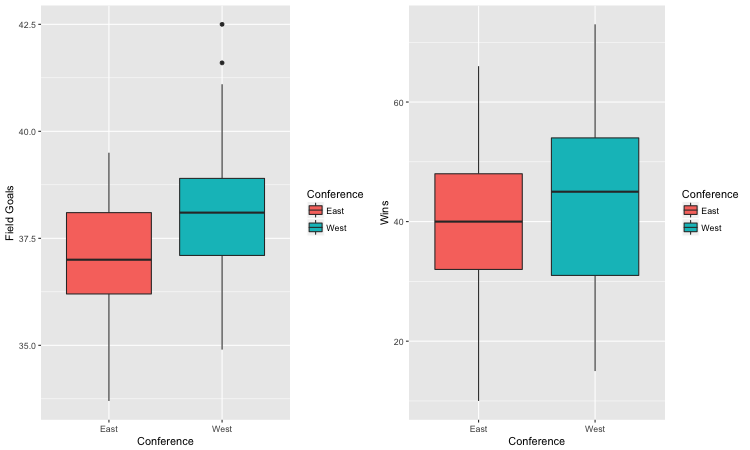 42.5
40.0
37.5
35.0
Field Goals
East
West
Conference
Conference
East
West
60
40
20
Wins
East
West
Conference
Conference
East
West